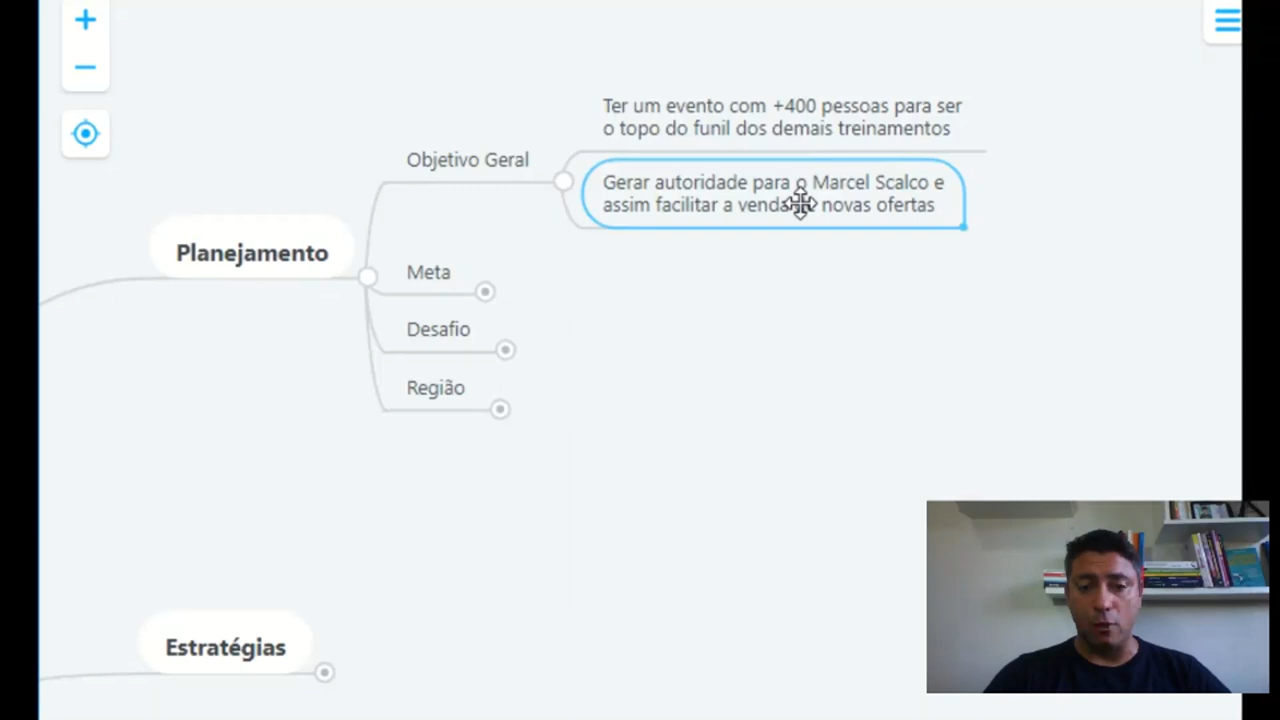 Ter um evento com +400 pessoas para ser
o topo do funil dos demais treinamentos
Objetivo Geral
Gerar autoridade para o Marcel Scalco e
assim facilitar a venda novas ofertas
Planejamento
Meta
Desafio
Região
Estratégias